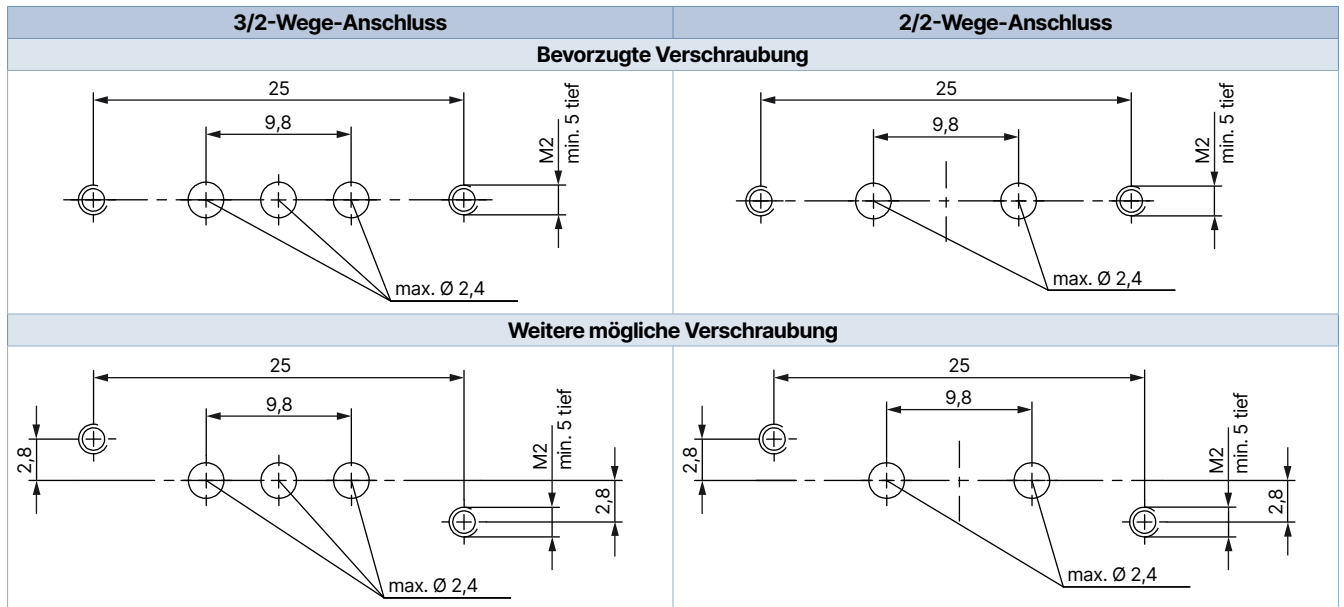 3/2-Wege-Anschluss
2/2-Wege-Anschluss
Bevorzugte Verschraubung
25
9,8
M2
min. 5 tief
max. Ø 2,4
25
9,8
M2
min. 5 tief
max. Ø 2,4
Weitere mögliche Verschraubung
25
9,8
2,8
M2
min. 5 tief
2,8
max. Ø 2,4
25
9,8
2,8
M2
min. 5 tief
2,8
max. Ø 2,4